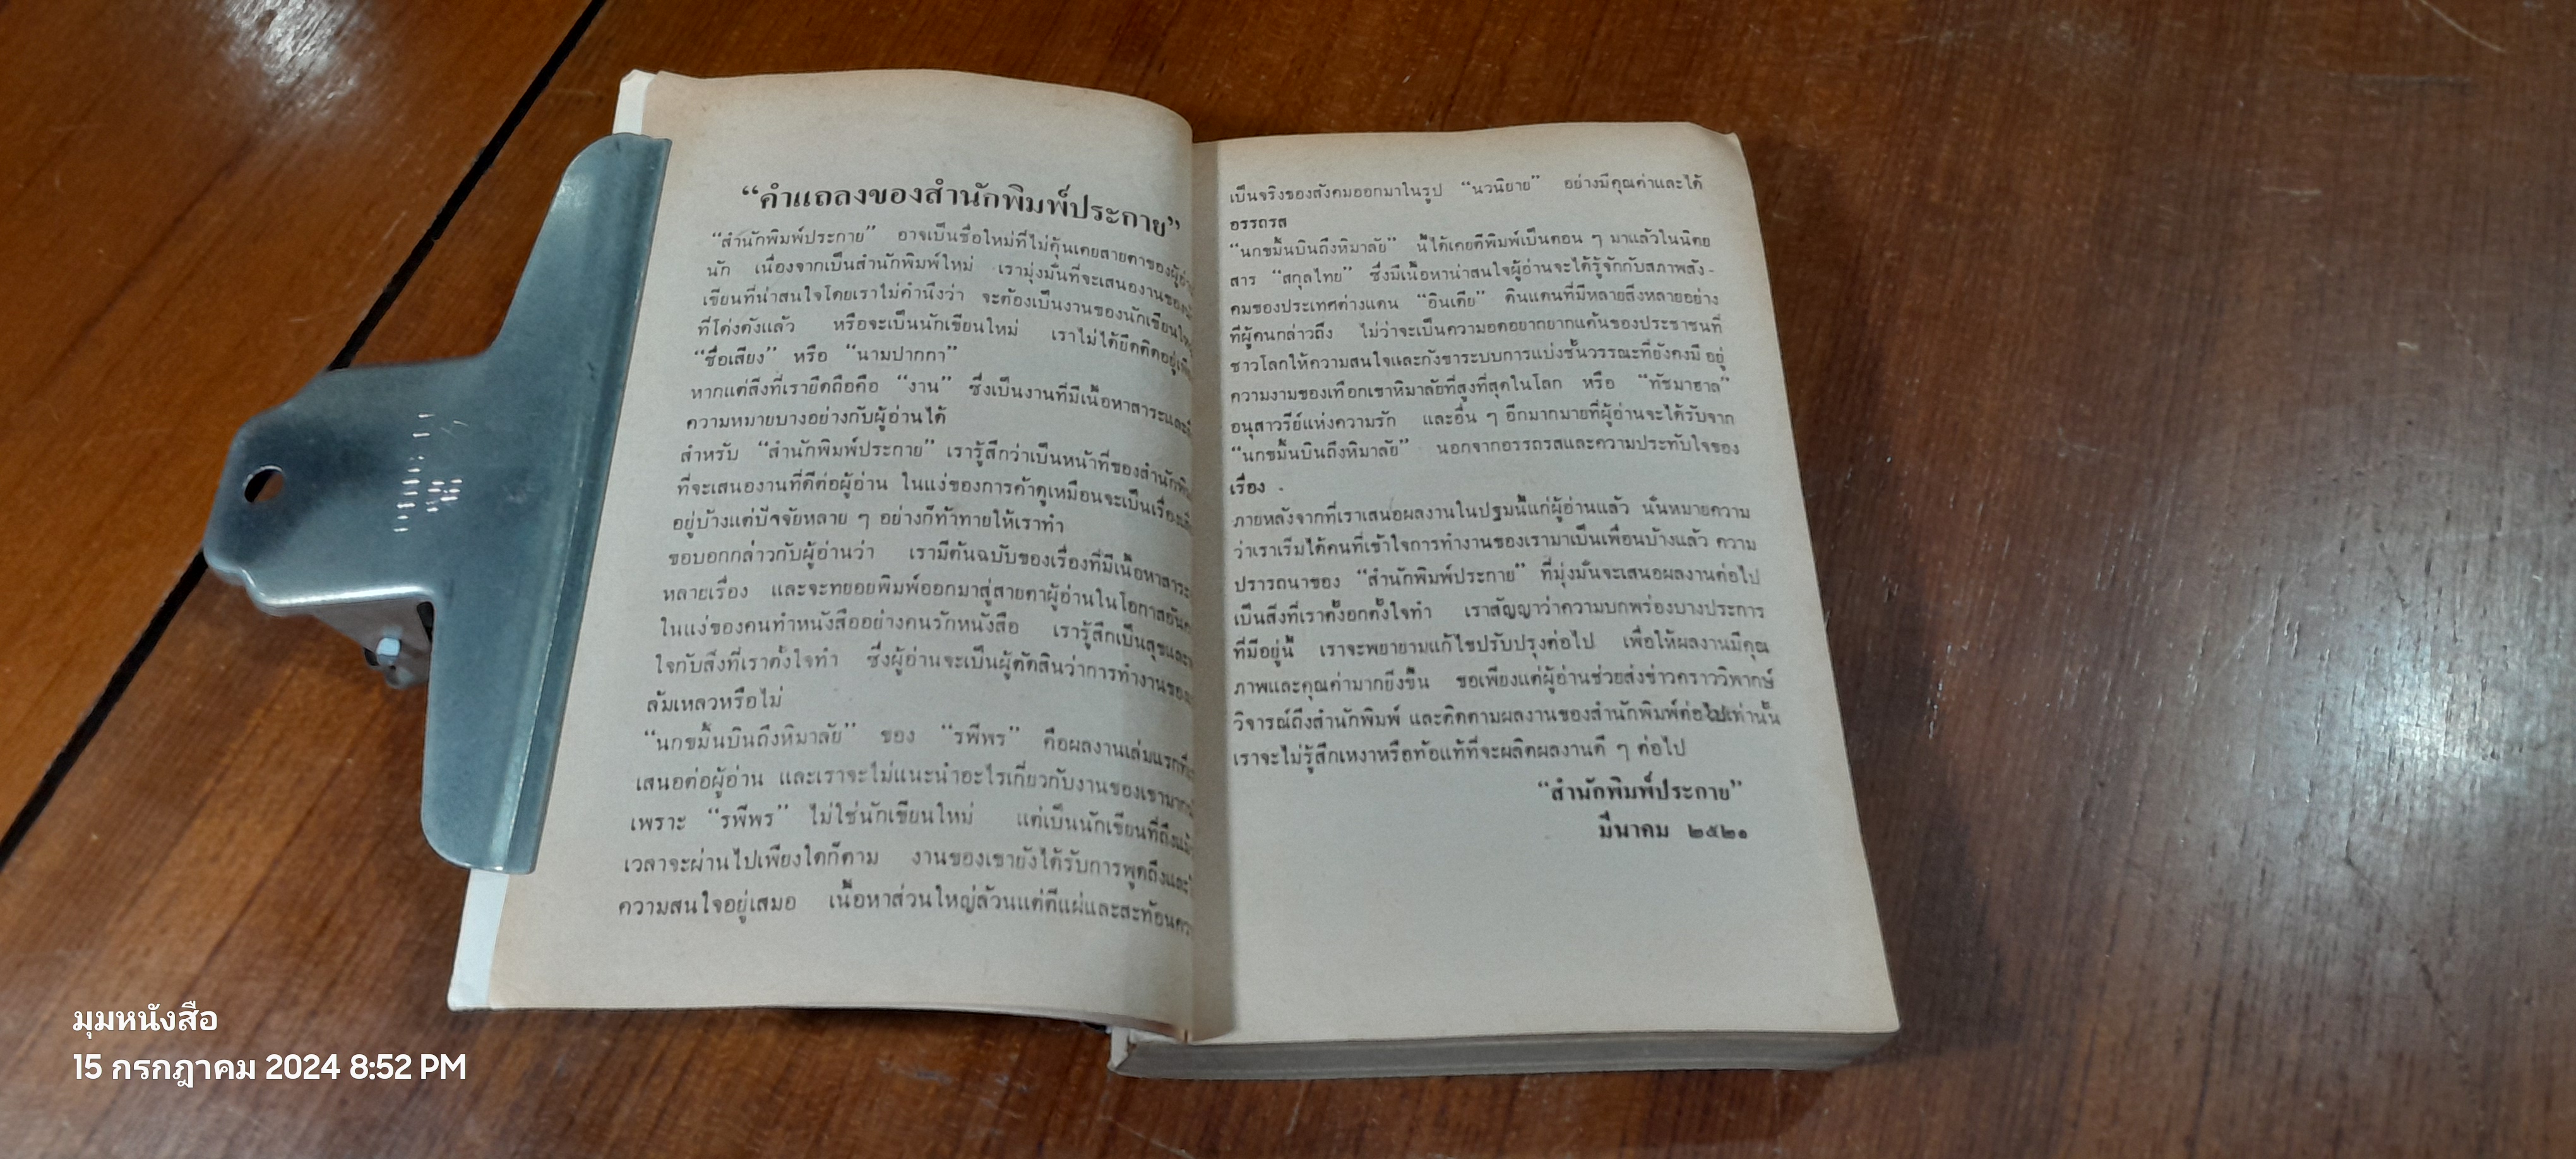 “คำแถลงของสำนักพิมพ์ประกาย”
“สำนักพิมพ์ประกาย” อาจเป็นชื่อใหม่ที่ไม่คุ้นเคยสายตาของผู้อ่าน
นัก เนื่องจากเป็นสำนักพิมพ์ใหม่ เรามุ่งมั่นที่จะเสนองานของ
เขียนที่น่าสนใจโดยเราไม่คำนึงว่า จะต้องเป็นงานของนักเขียน
ที่โด่งดังแล้ว หรือจะเป็นนักเขียนใหม่ เราไม่ได้ยึดติดอยู่
“ชื่อเสียง” หรือ “นามปากกา”
หากแต่สิ่งที่เรายึดถือคือ “งาน” ซึ่งเป็นงานที่มีเนื้อหาสาระและ
ความหมายบางอย่างกับผู้อ่านได้
สำหรับ “สำนักพิมพ์ประกาย” เรารู้สึกว่าเป็นหน้าที่ของสำนักพิมพ์
ที่จะเสนองานที่ดีต่อผู้อ่าน ในแง่ของการค้าดูเหมือนจะเป็นเรื่อง
อยู่บ้างแต่ปัจจัยหลาย ๆ อย่างก็ท้าทายให้เราทำ
ขอบอกกล่าวกับผู้อ่านว่า เรามีต้นฉบับของเรื่องที่มีเนื้อหาสาระ
หลายเรื่อง และจะทยอยพิมพ์ออกมาสู่สายตาผู้อ่านในโอกาสอัน
ในแง่ของคนทำหนังสืออย่างคนรักหนังสือ เรารู้สึกเป็นสุขและ
ใจกับสิ่งที่เราตั้งใจทำ ซึ่งผู้อ่านจะเป็นผู้ตัดสินว่าการทำงานของ
ล้มเหลวหรือไม่
“นกขมิ้นบินถึงหิมาลัย” ของ “รพีพร” คือผลงานเล่มแรกที่
เสนอต่อผู้อ่าน และเราจะไม่แนะนำอะไรเกี่ยวกับงานของเขามาก
เพราะ “รพีพร” ไม่ใช่นักเขียนใหม่ แต่เป็นนักเขียนที่ถึงแม้
เวลาจะผ่านไปเพียงใดก็ตาม งานของเขายังได้รับการพูดถึงและ
ความสนใจอยู่เสมอ เนื้อหาส่วนใหญ่ล้วนแต่ตีแผ่และสะท้อน
เป็นจริงของสังคมออกมาในรูป “นวนิยาย” อย่างมีคุณค่าและได้
อรรถรส
“นกขมิ้นบินถึงหิมาลัย” นี้ได้เคยตีพิมพ์เป็นตอน ๆ มาแล้วในนิตย
สาร “สกุลไทย” ซึ่งมีเนื้อหาน่าสนใจผู้อ่านจะได้รู้จักกับสภาพสัง-
คมของประเทศต่างแดน “อินเดีย” ดินแดนที่มีหลายสิ่งหลายอย่าง
ที่ผู้คนกล่าวถึง ไม่ว่าจะเป็นความอดอยากยากแค้นของประชาชนที่
ชาวโลกให้ความสนใจและกังขาระบบการแบ่งชั้นวรรณะที่ยังคงมีอยู่
ความงามของเทือกเขาหิมาลัยที่สูงที่สุดในโลก หรือ “ทัชมาฮาล”
อนุสาวรีย์แห่งความรัก และอื่น ๆ อีกมากมายที่ผู้อ่านจะได้รับจาก
“นกขมิ้นบินถึงหิมาลัย” นอกจากอรรถรสและความประทับใจของ
เรื่อง
ภายหลังจากที่เราเสนอผลงานในปฐมนี้แก่ผู้อ่านแล้ว นั่นหมายความ
ว่าเราเริ่มได้คนที่เข้าใจการทำงานของเรามาเป็นเพื่อนบ้างแล้ว ความ
ปรารถนาของ “สำนักพิมพ์ประกาย” ที่มุ่งมั่นจะเสนอผลงานต่อไป
เป็นสิ่งที่เราตั้งอกตั้งใจทำ เราสัญญาว่าความบกพร่องบางประการ
ที่มีอยู่นี้ เราจะพยายามแก้ไขปรับปรุงต่อไป เพื่อให้ผลงานมีคุณ
ภาพและคุณค่ามากยิ่งขึ้น ขอเพียงแต่ผู้อ่านช่วยส่งข่าวคราววิพากษ์
วิจารณ์ถึงสำนักพิมพ์ และติดตามผลงานของสำนักพิมพ์ต่อไปเท่านั้น
เราจะไม่รู้สึกเหงาหรือท้อแท้ที่จะผลิตผลงานดี ๆ ต่อไป
“สำนักพิมพ์ประกาย”
มีนาคม ๒๕๒๑
มุมหนังสือ
15 กรกฎาคม 2024 8:52 PM